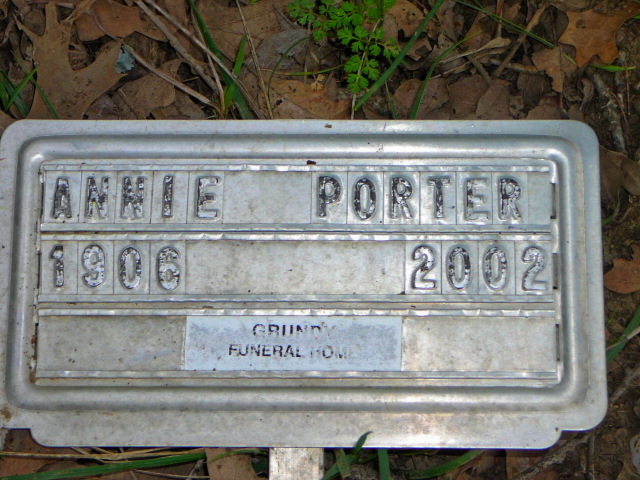 ANNIE PORTER
1906 2002
GRUNDY
FUNERAL HOME